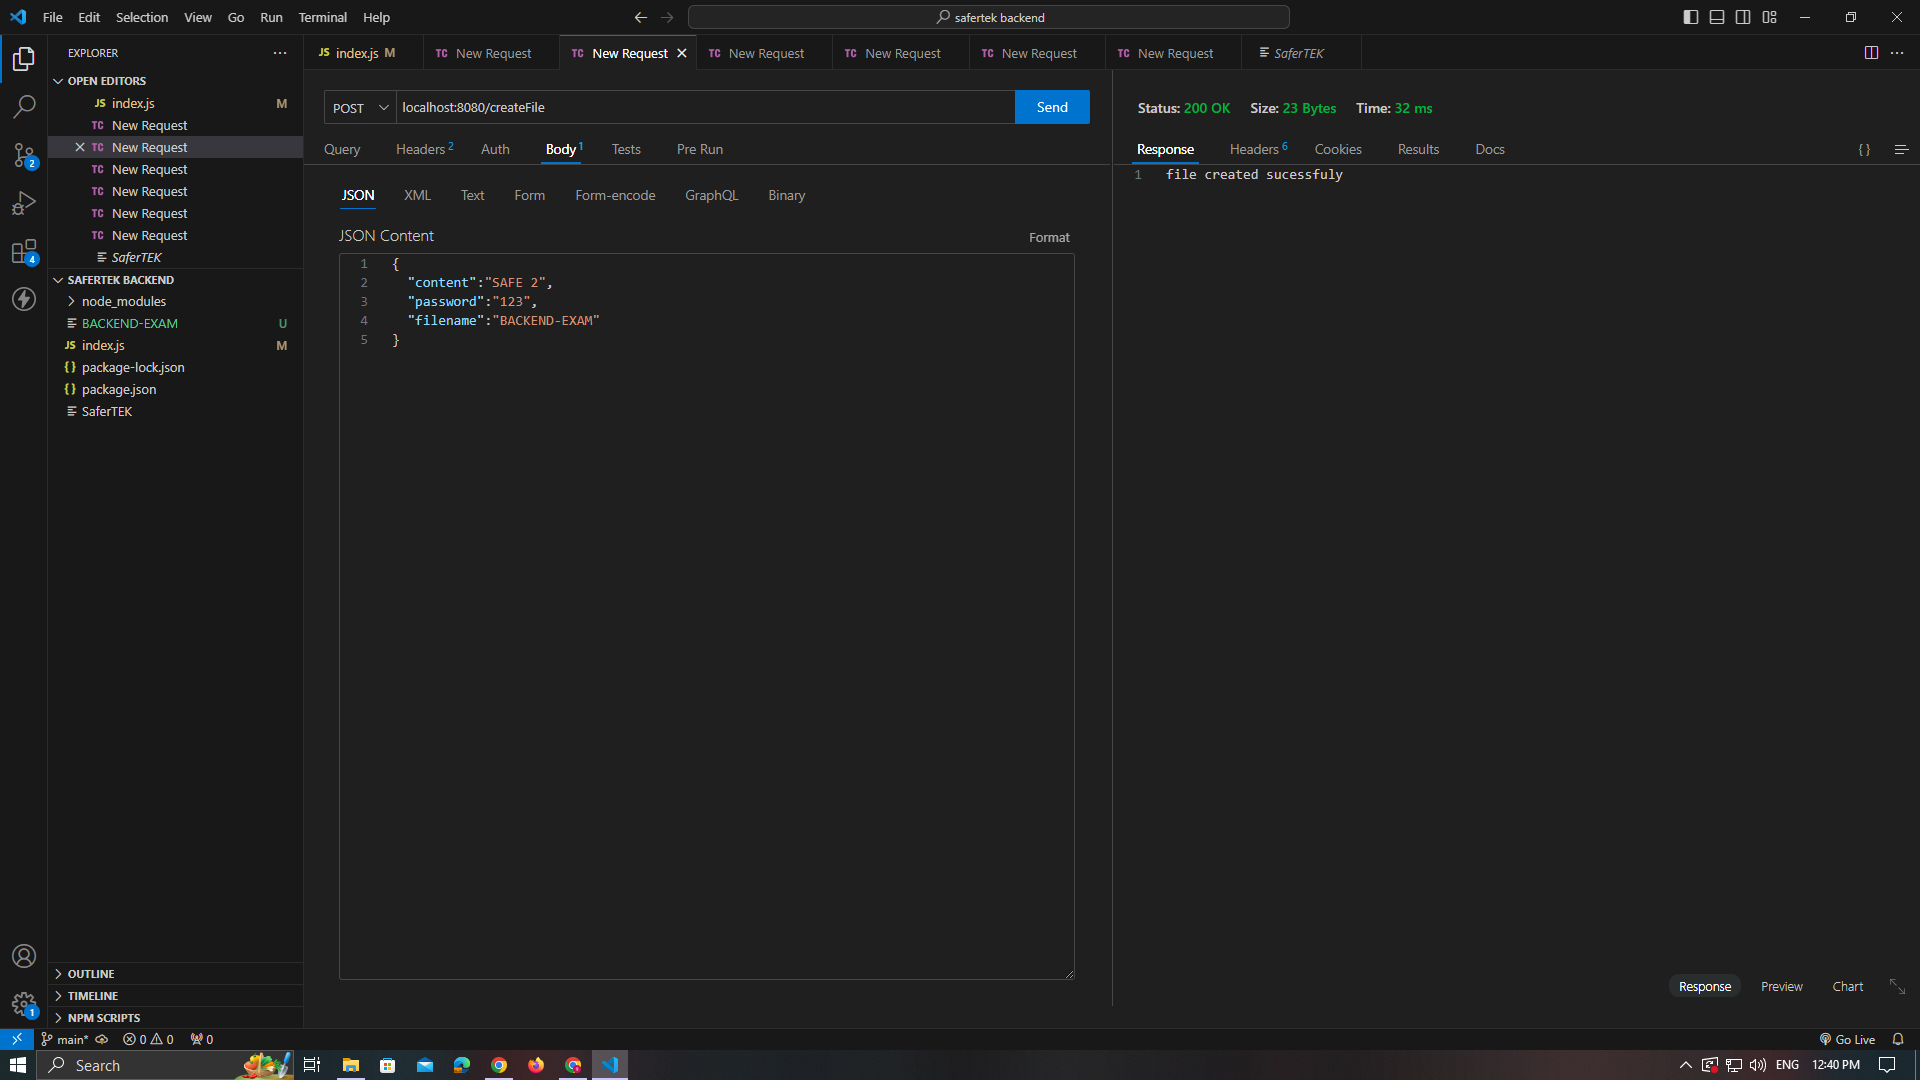 File Edit Selection View Go Run Terminal Help
safertek backend
EXPLORER
OPEN EDITORS
JS index.js M
TC New Request
TC New Request
TC New Request
TC New Request
TC New Request
TC New Request
SaferTEK
SAFERTEK BACKEND
node_modules
BACKEND-EXAM U
JS index.js M
{} package-lock.json
{} package.json
SaferTEK
OUTLINE
TIMELINE
NPM SCRIPTS
2
4
1
JS index.js M
TC New Request
TC New Request
TC New Request
TC New Request
TC New Request
TC New Request
SaferTEK
POST localhost:8080/createFile Send
Query Headers 2 Auth Body 1 Tests Pre Run
JSON XML Text Form Form-encode GraphQL Binary
JSON Content Format
1 {
2 "content":"SAFE 2",
3 "password":"123",
4 "filename":"BACKEND-EXAM"
5 }
Status: 200 OK Size: 23 Bytes Time: 32 ms
Response Headers 6 Cookies Results Docs { }
1 file created sucessfuly
Response Preview Chart
main* 0 0 0 Go Live
Search ENG 12:40 PM